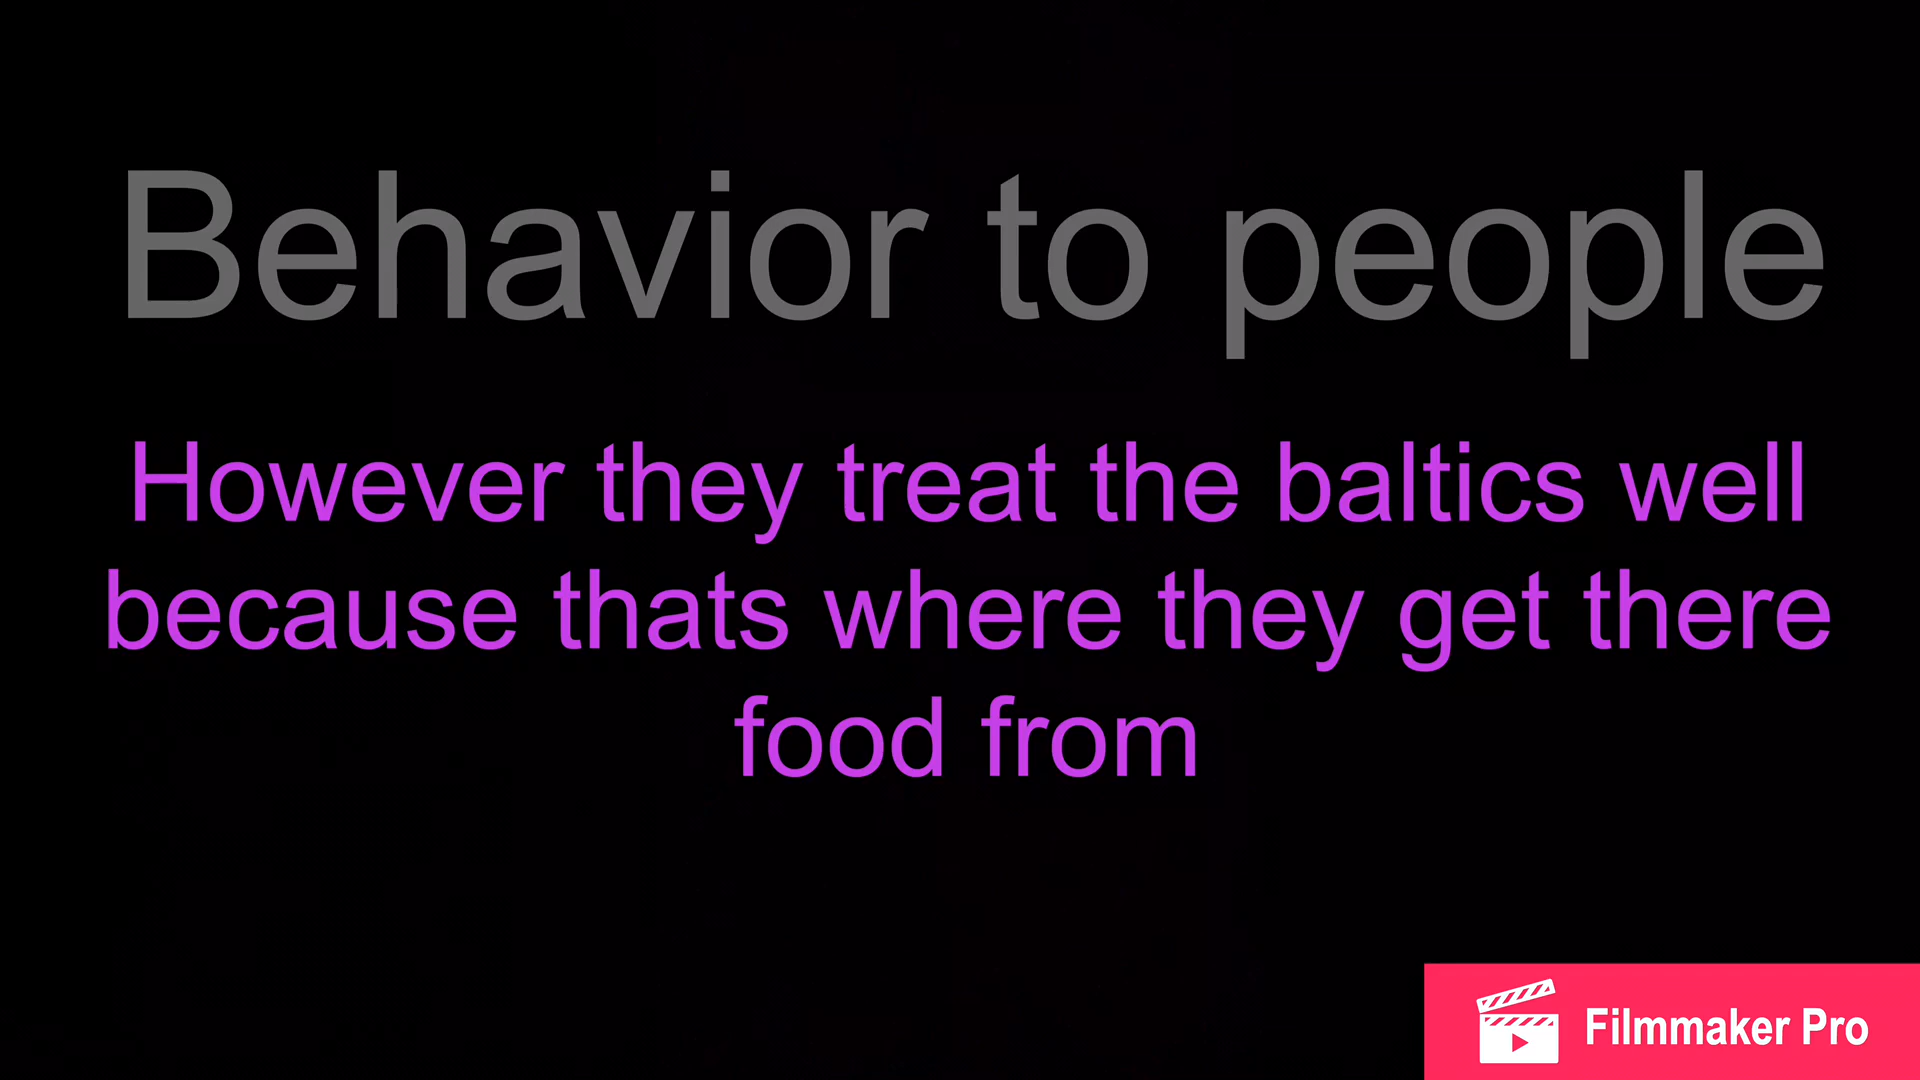 Behavior to people
However they treat the baltics well
because thats where they get there
food from
Filmmaker Pro